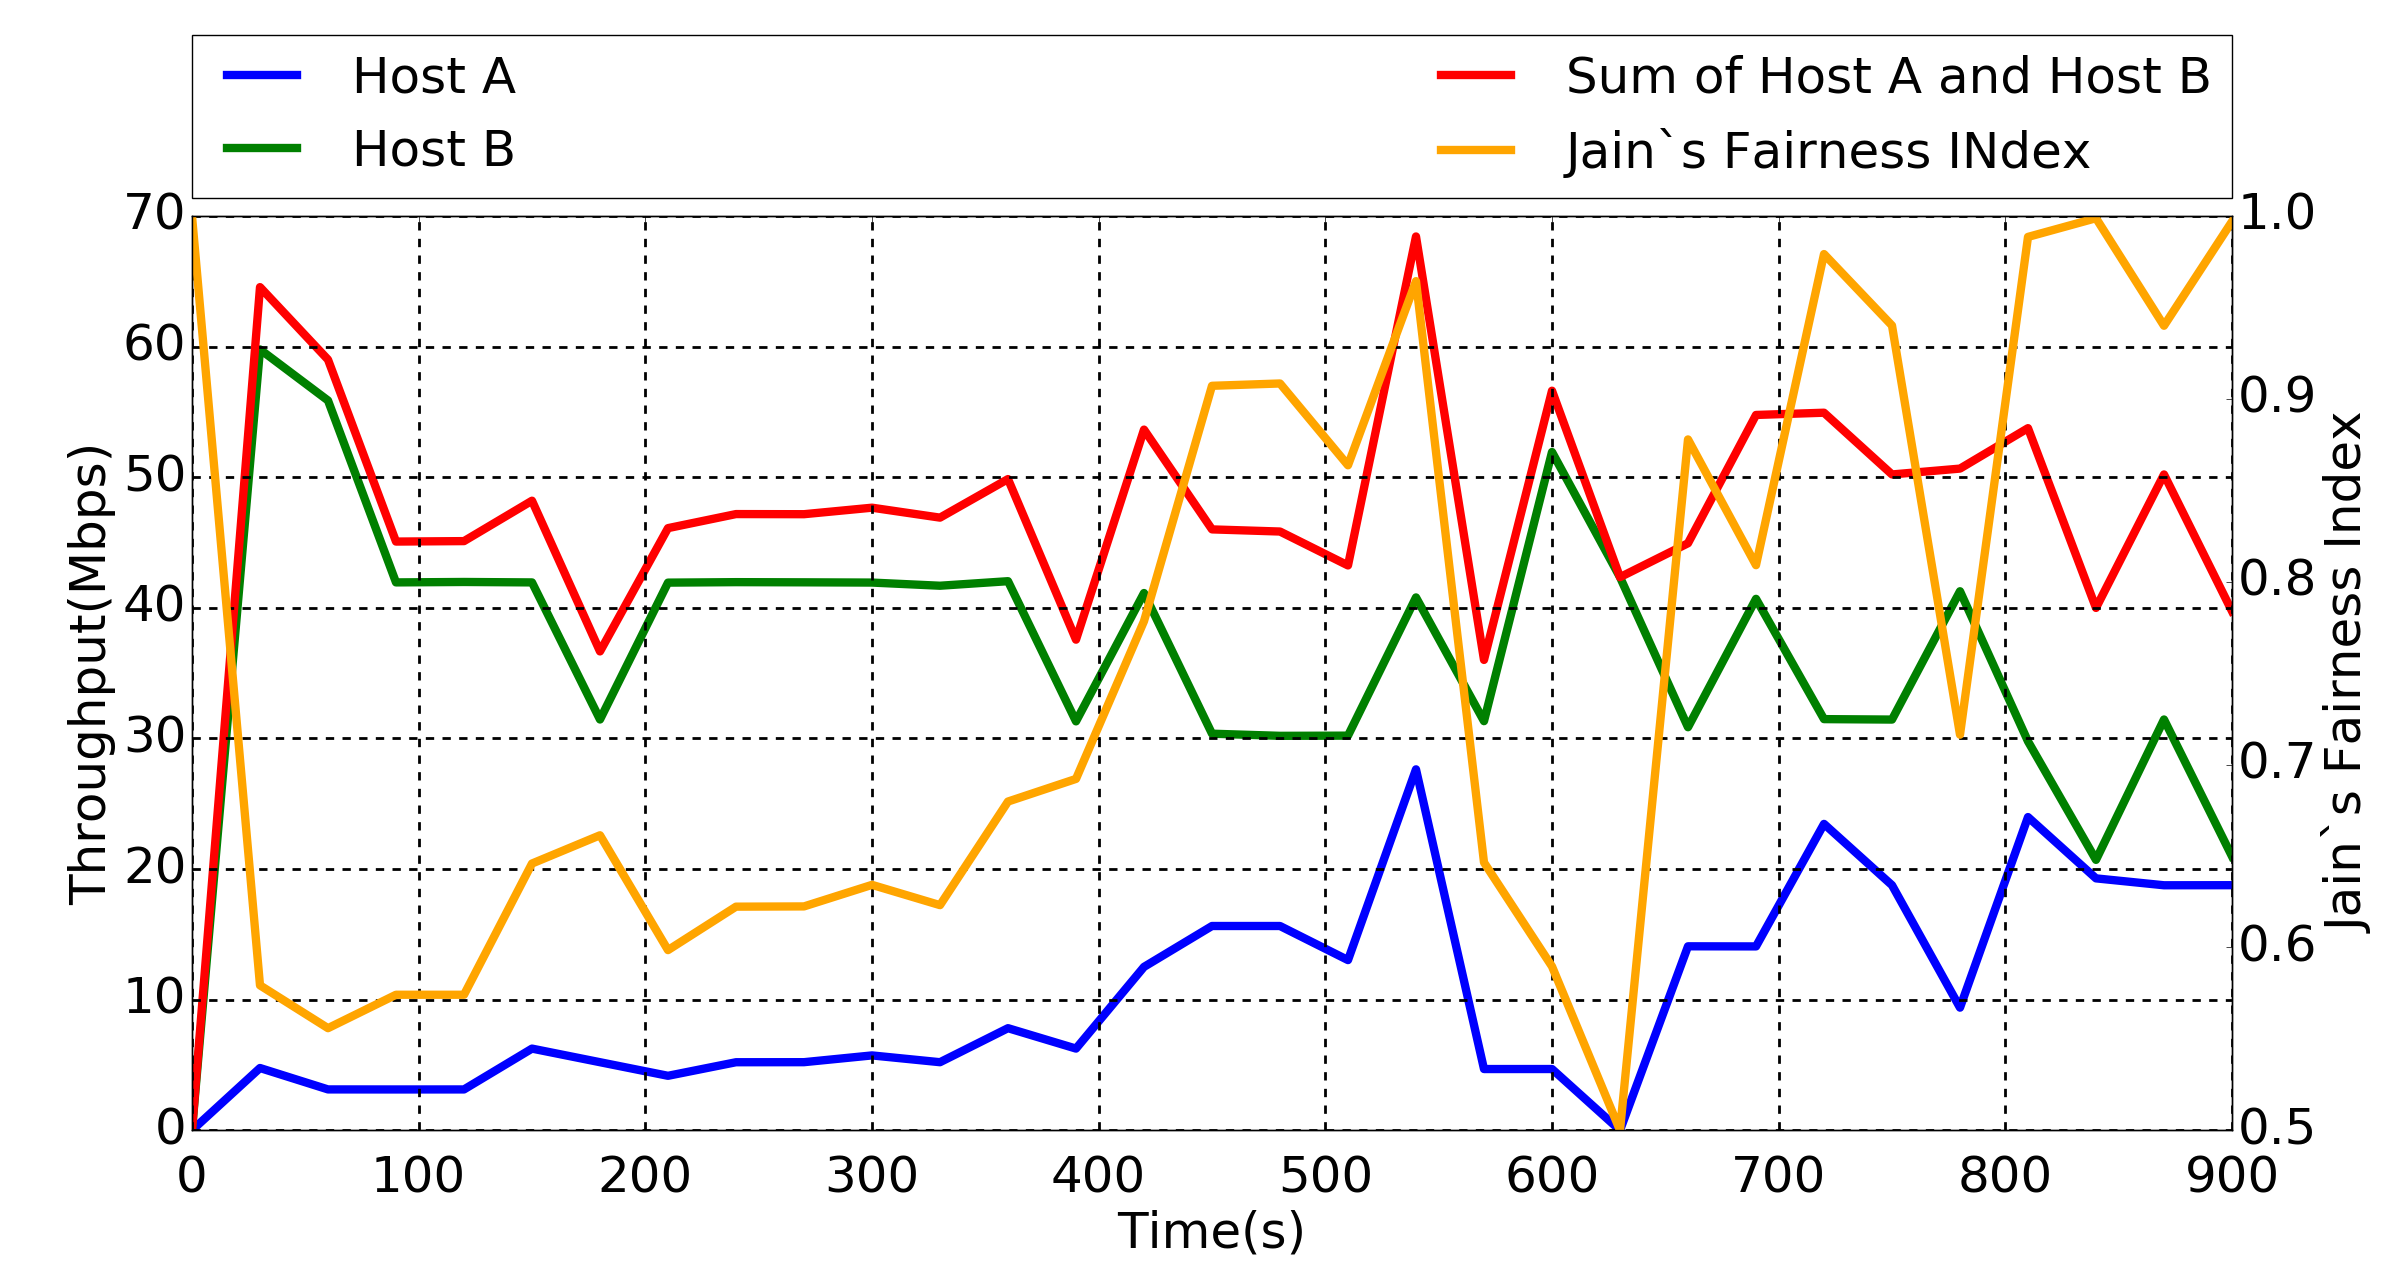 Host A
Host B
Sum of Host A and Host B
Jain`s Fairness INdex
70
60
50
40
30
20
10
0
Throughput(Mbps)
1.0
0.9
0.8
0.7
0.6
0.5
Jain`s Fairness Index
0 100 200 300 400 500 600 700 800 900
Time(s)